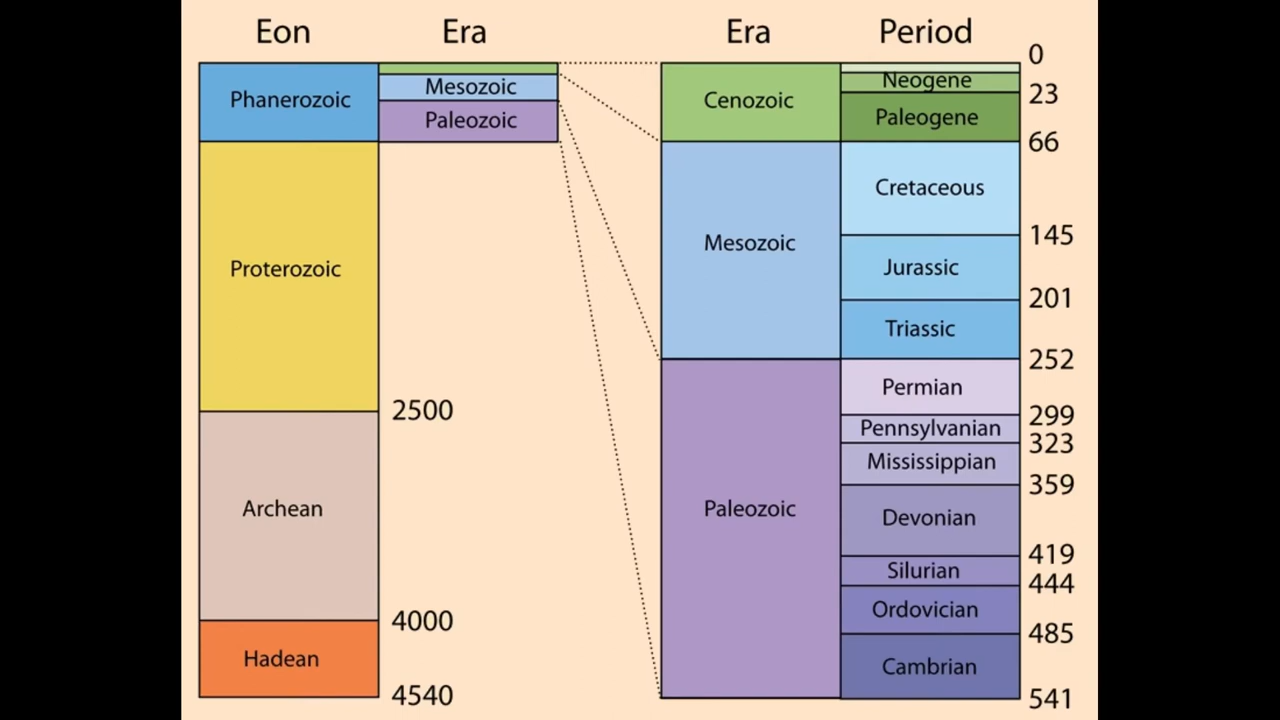 Eon Era Era Period
0
Phanerozoic Mesozoic Cenozoic Neogene
23
Paleozoic Paleogene
66
Cretaceous
145
Proterozoic Mesozoic Jurassic
201
Triassic
252
Permian
299
2500 Pennsylvanian
323
Mississippian
359
Archean Paleozoic Devonian
419
Silurian
444
Ordovician
4000
485
Hadean Cambrian
4540 541